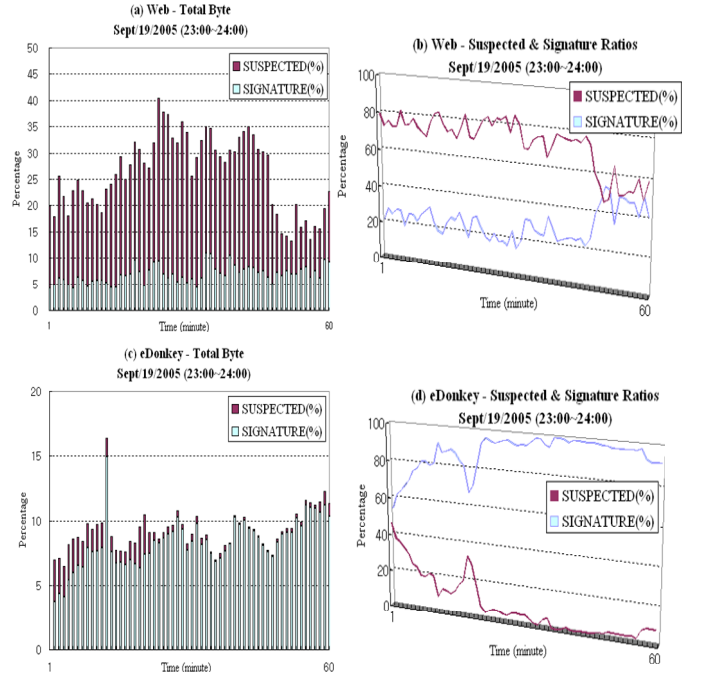 (a) Web - Total Byte
Sept/19/2005 (23:00~24:00)
50
45
40
35
30
25
20
15
10
5
0
Percentage
SUSPECTED(%)
SIGNATURE(%)
1
Time (minute)
60
(b) Web - Suspected & Signature Ratios
Sept/19/2005 (23:00~24:00)
100
80
60
40
20
0
Percentage
SUSPECTED(%)
SIGNATURE(%)
1
Time (minute)
60
(c) eDonkey - Total Byte
Sept/19/2005 (23:00~24:00)
20
15
10
5
0
Percentage
SUSPECTED(%)
SIGNATURE(%)
1
Time (minute)
60
(d) eDonkey - Suspected & Signature Ratios
Sept/19/2005 (23:00~24:00)
100
80
60
40
20
0
Percentage
SUSPECTED(%)
SIGNATURE(%)
1
Time (minute)
60